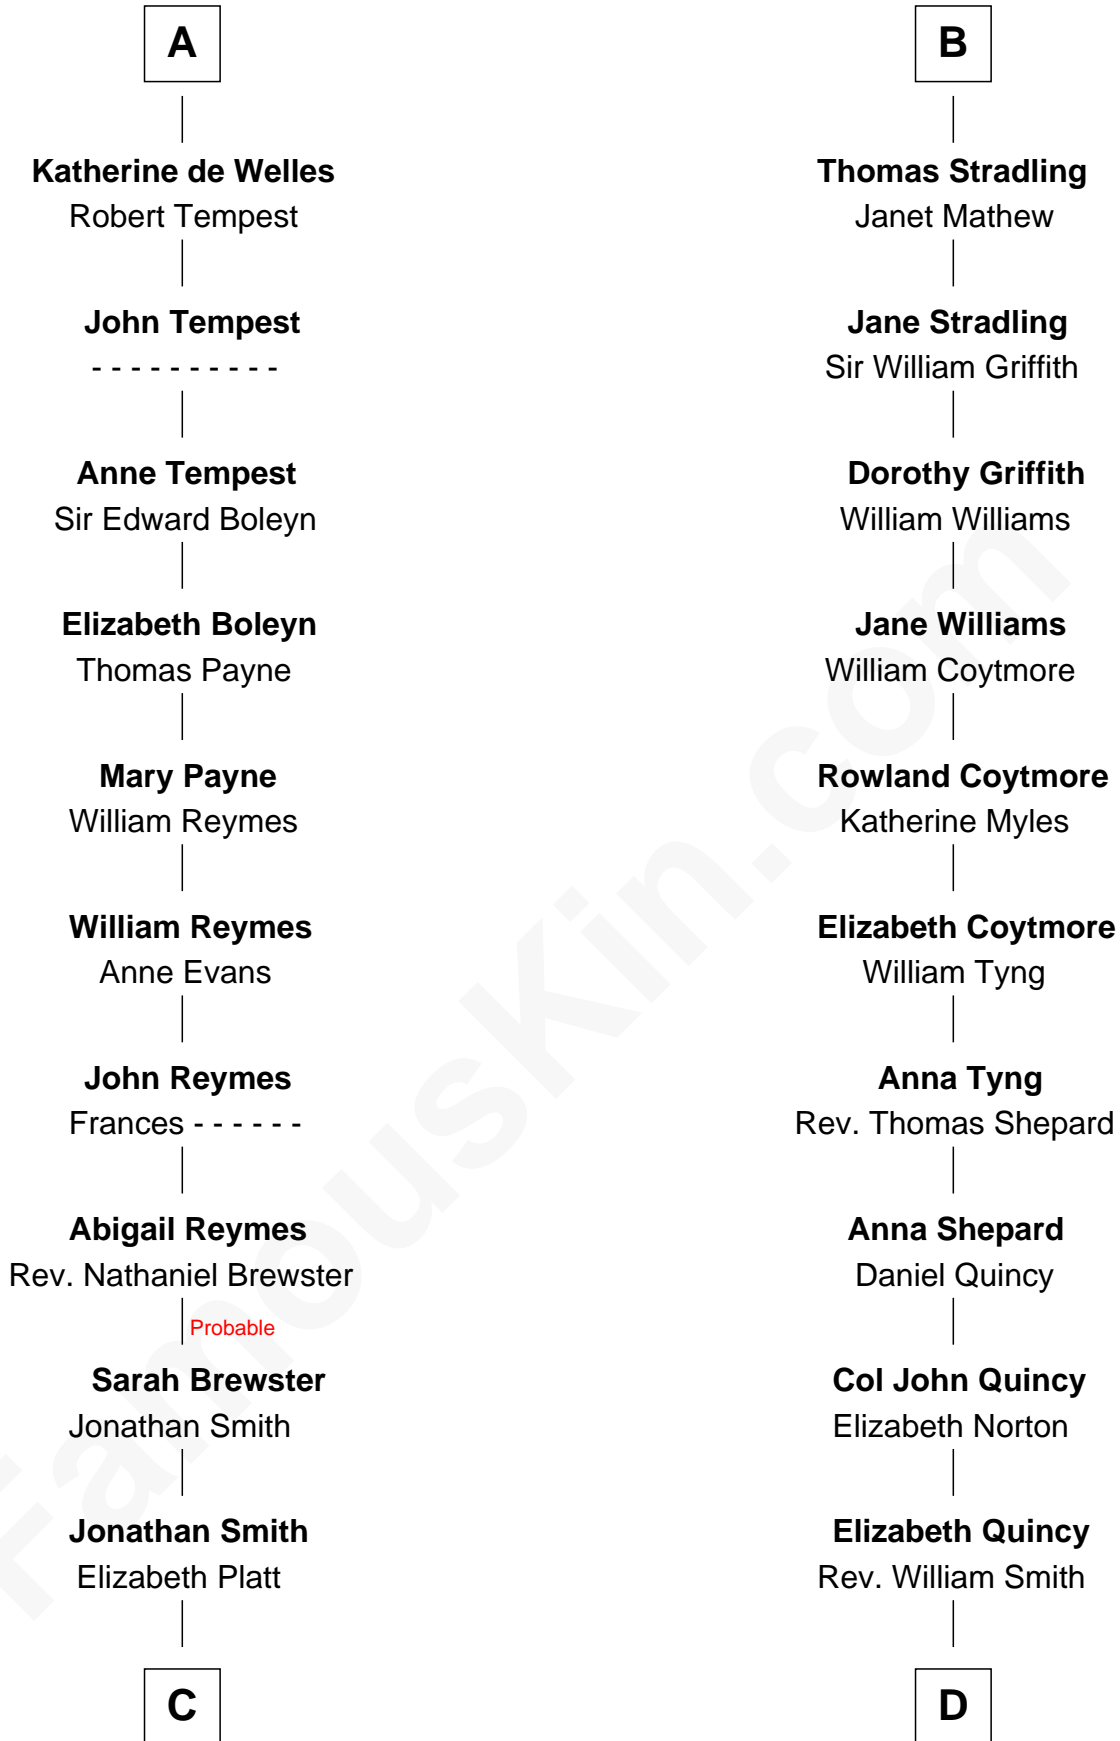 A
Katherine de Welles
Robert Tempest
John Tempest
- - - - - - - - - -
Anne Tempest
Sir Edward Boleyn
Elizabeth Boleyn
Thomas Payne
Mary Payne
William Reymes
William Reymes
Anne Evans
John Reymes
Frances - - - - - -
Abigail Reymes
Rev. Nathaniel Brewster
Probable
Sarah Brewster
Jonathan Smith
Jonathan Smith
Elizabeth Platt
C
B
Thomas Stradling
Janet Mathew
Jane Stradling
Sir William Griffith
Dorothy Griffith
William Williams
Jane Williams
William Coytmore
Rowland Coytmore
Katherine Myles
Elizabeth Coytmore
William Tyng
Anna Tyng
Rev. Thomas Shepard
Anna Shepard
Daniel Quincy
Col John Quincy
Elizabeth Norton
Elizabeth Quincy
Rev. William Smith
D
FamousKin.com